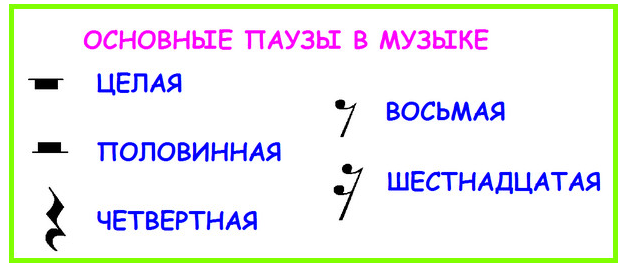 ОСНОВНЫЕ ПАУЗЫ В МУЗЫКЕ
ЦЕЛАЯ
ПОЛОВИННАЯ
ЧЕТВЕРТНАЯ
ВОСЬМАЯ
ШЕСТНАДЦАТАЯ